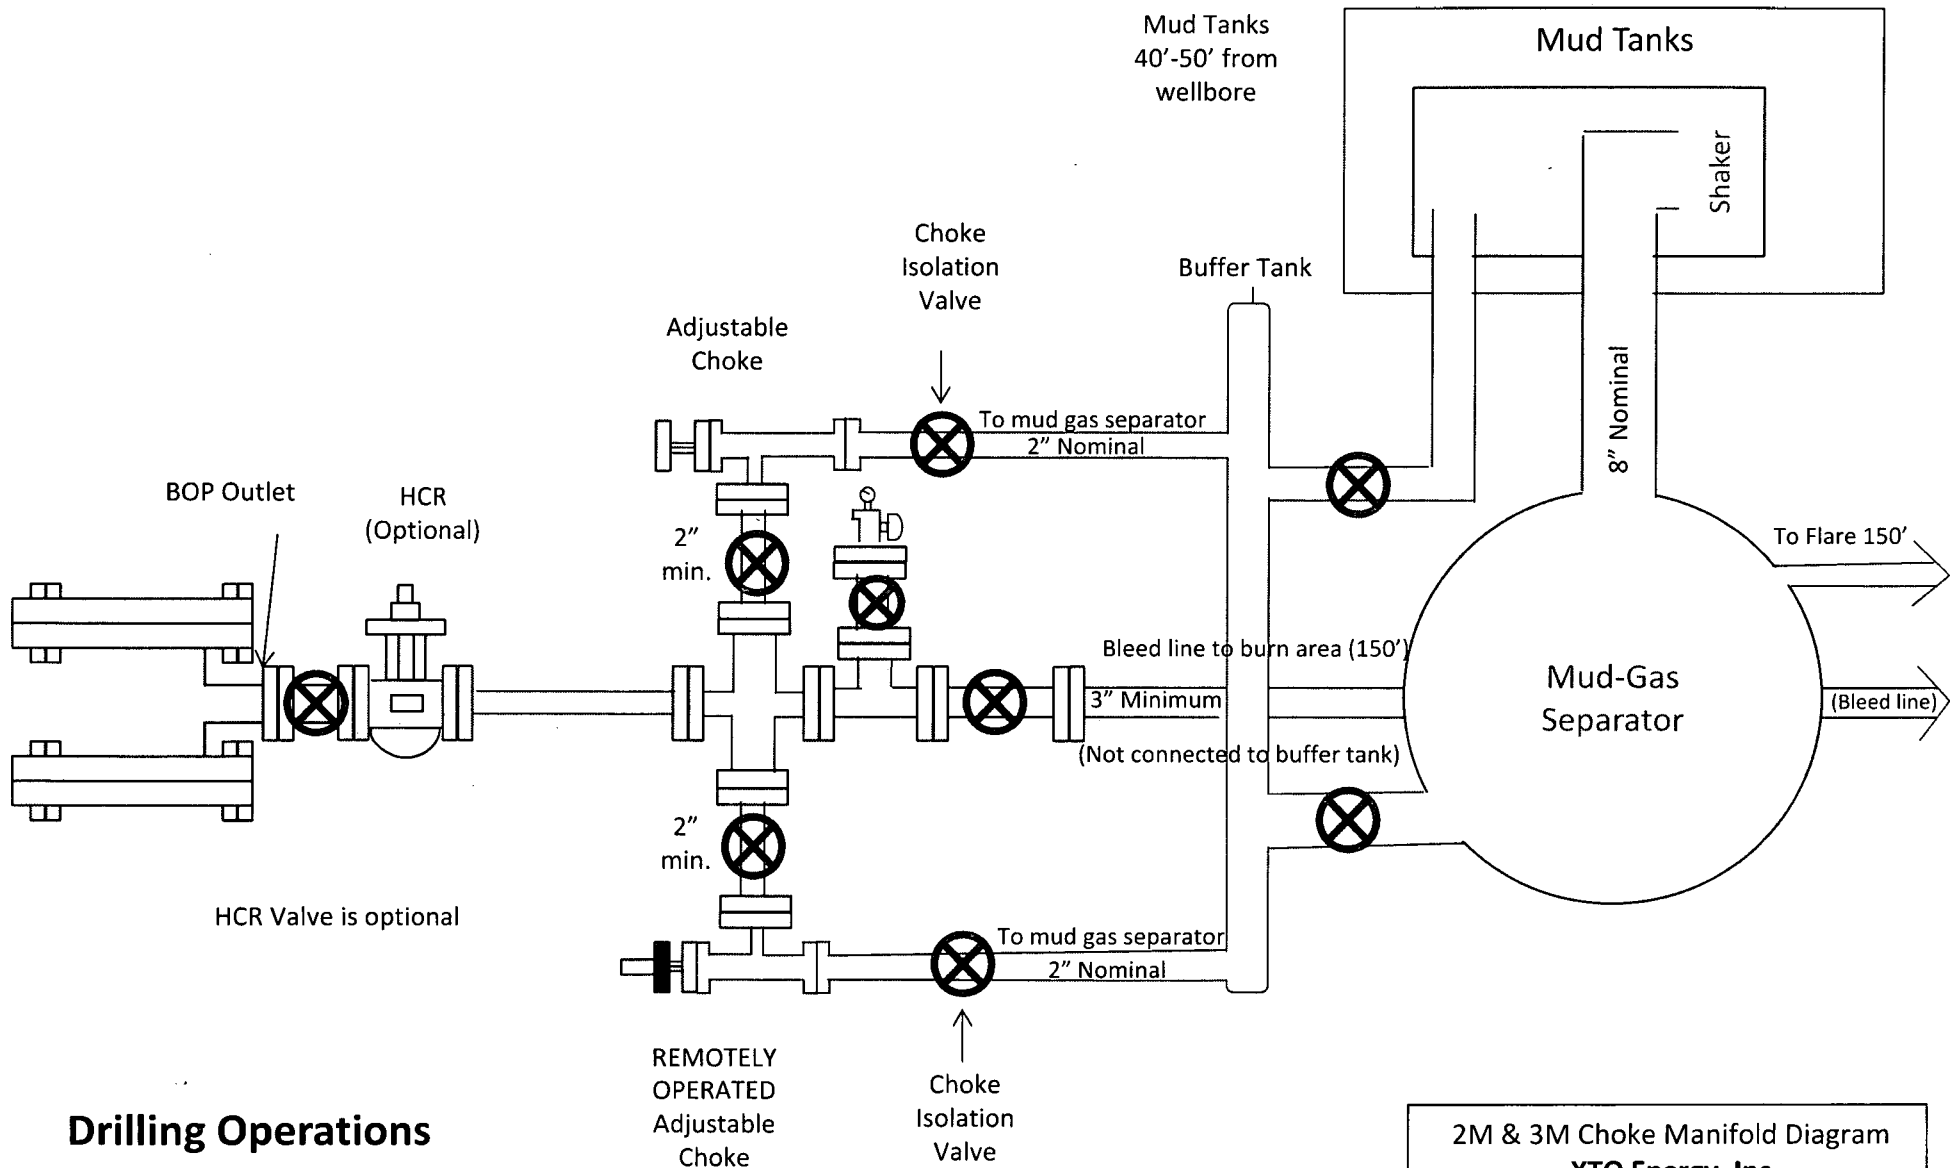 Mud Tanks
40'-50' from
wellbore
Mud Tanks
Shaker
Choke
Isolation
Valve
Buffer Tank
Adjustable
Choke
To mud gas separator
2" Nominal
8" Nominal
BOP Outlet
HCR
(Optional)
2"
min.
To Flare 150'
Bleed line to burn area (150')
3" Minimum
(Not connected to buffer tank)
Mud-Gas
Separator
(Bleed line)
2"
min.
HCR Valve is optional
To mud gas separator
2" Nominal
REMOTELY
OPERATED
Adjustable
Choke
Choke
Isolation
Valve
Drilling Operations
2M & 3M Choke Manifold Diagram
XTO Energy, Inc